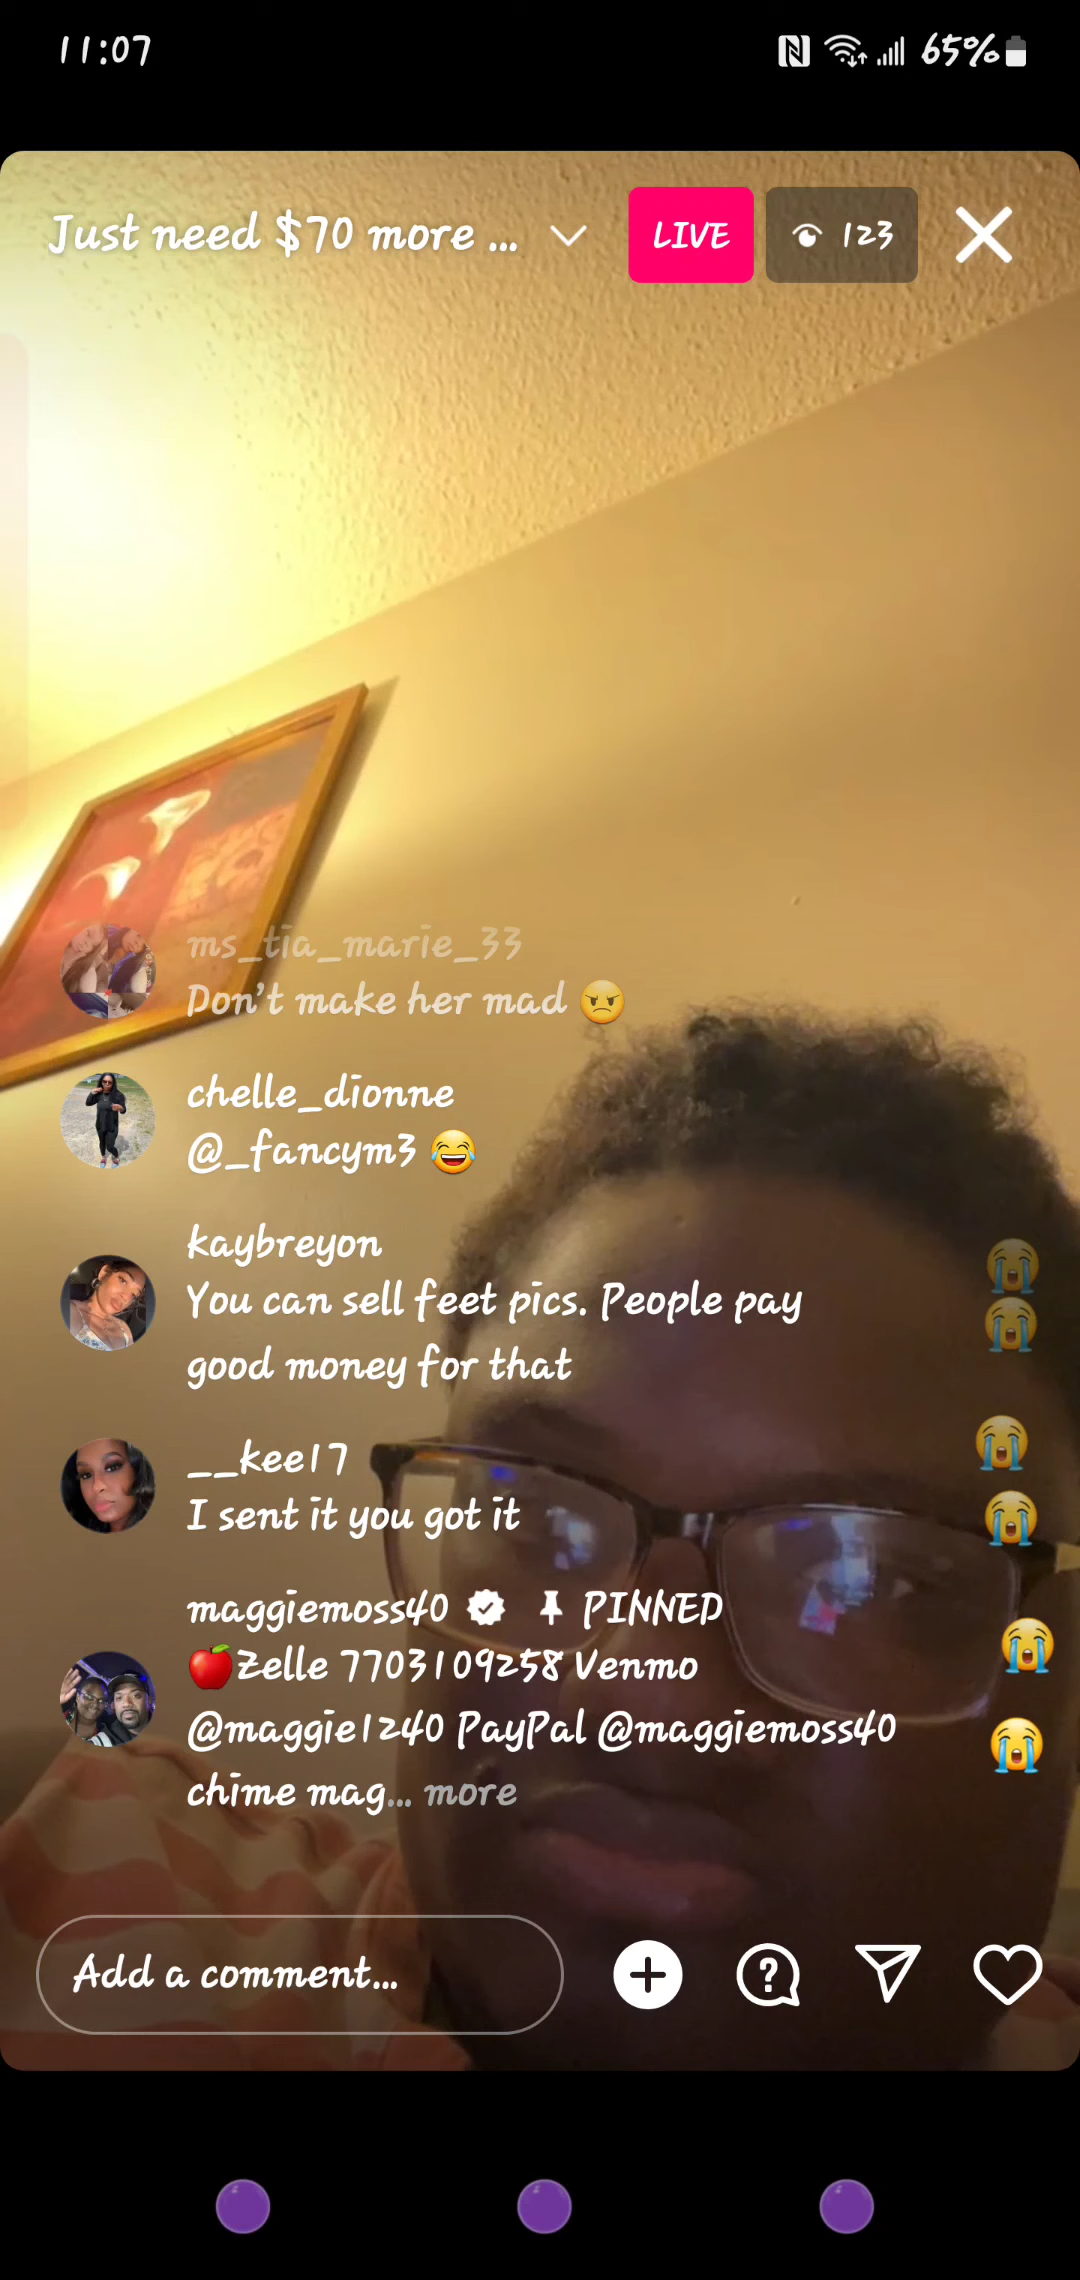 11:07
65%
Just need $70 more ...
LIVE
123
ms_tia_marie_33
Don't make her mad 😠
chelle_dionne
@_fancym3 😂
kaybreyon
You can sell feet pics. People pay
good money for that
__kee17
I sent it you got it
maggiemoss40 PINNED
🍎Zelle 7703109258 Venmo
@maggie1240 PayPal @maggiemoss40
chime mag... more
Add a comment...